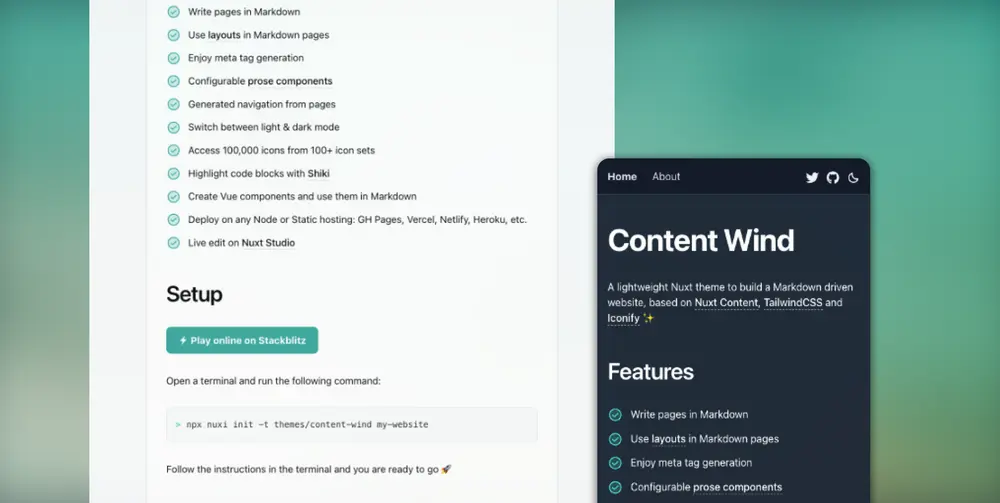 Write pages in Markdown
Use layouts in Markdown pages
Enjoy meta tag generation
Configurable prose components
Generated navigation from pages
Switch between light & dark mode
Access 100,000 icons from 100+ icon sets
Highlight code blocks with Shiki
Create Vue components and use them in Markdown
Deploy on any Node or Static hosting: GH Pages, Vercel, Netlify, Heroku, etc.
Live edit on Nuxt Studio
Setup
⚡ Play online on Stackblitz
Open a terminal and run the following command:
> npx nuxi init -t themes/content-wind my-website
Follow the instructions in the terminal and you are ready to go 🚀
Home About
Content Wind
A lightweight Nuxt theme to build a Markdown driven
website, based on Nuxt Content, TailwindCSS and
Iconify ✨
Features
Write pages in Markdown
Use layouts in Markdown pages
Enjoy meta tag generation
Configurable prose components